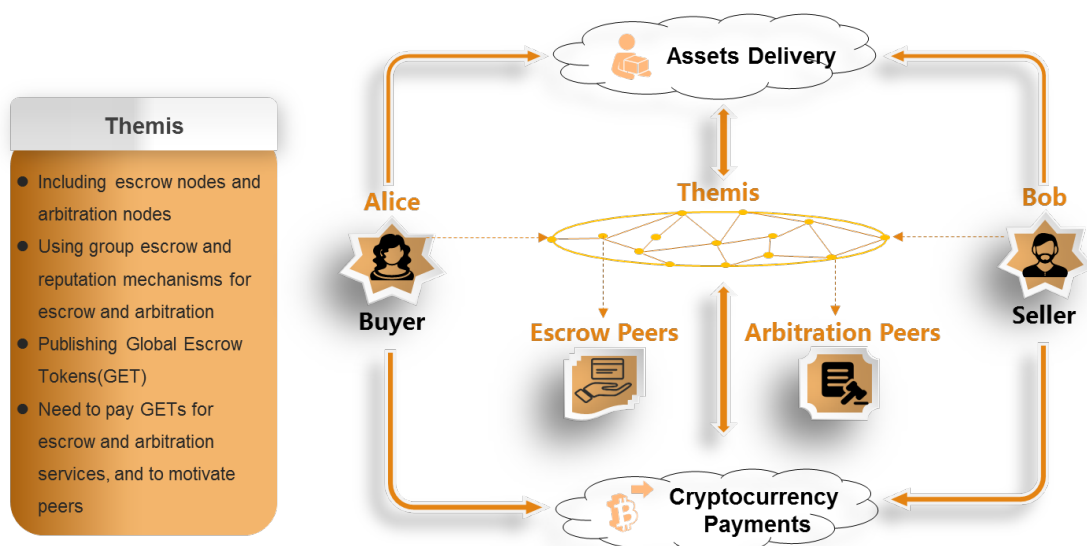 Themis
Including escrow nodes and
arbitration nodes
Using group escrow and
reputation mechanisms for
escrow and arbitration
Publishing Global Escrow
Tokens(GET)
Need to pay GETs for
escrow and arbitration
services, and to motivate
peers
Assets Delivery
Alice
Themis
Bob
Buyer
Seller
Escrow Peers
Arbitration Peers
Cryptocurrency
Payments